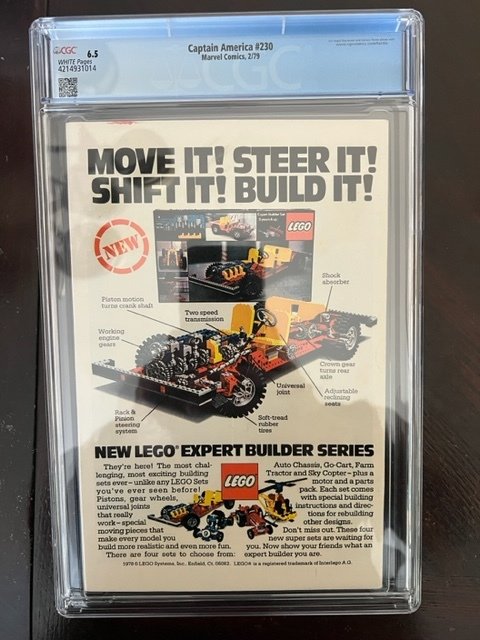 CGC 6.5
WHITE Pages
4214931014
Captain America #230
Marvel Comics, 2/79
CGC
MOVE IT! STEER IT!
SHIFT IT! BUILD IT!
NEW
Expert Builder Set
LEGO
Shock
absorber
Piston motion
turns crank shaft
Two speed
transmission
Working
engine
gears
Crown gear
turns rear
axle
Universal
joint
Adjustable
reclining
seats
Rack &
Pinion
steering
system
Soft-tread
rubber
tires
NEW LEGO® EXPERT BUILDER SERIES
They're here! The most chal-
lenging, most exciting building
sets ever – unlike any LEGO Sets
you've ever seen before!
Pistons, gear wheels,
universal joints
that really
work – special
moving pieces that
make every model you
build more realistic and even more fun.
There are four sets to choose from:
LEGO
Auto Chassis, Go-Cart, Farm
Tractor and Sky Copter – plus a
motor and a parts
pack. Each set comes
with special building
instructions and direc-
tions for rebuilding
other designs.
Don't miss out. These four
new super sets are waiting for
you. Now show your friends what an
expert builder you are.
1978 © LEGO Systems, Inc., Enfield, Ct. 06082. LEGO® is a registered trademark of Interlego A.G.